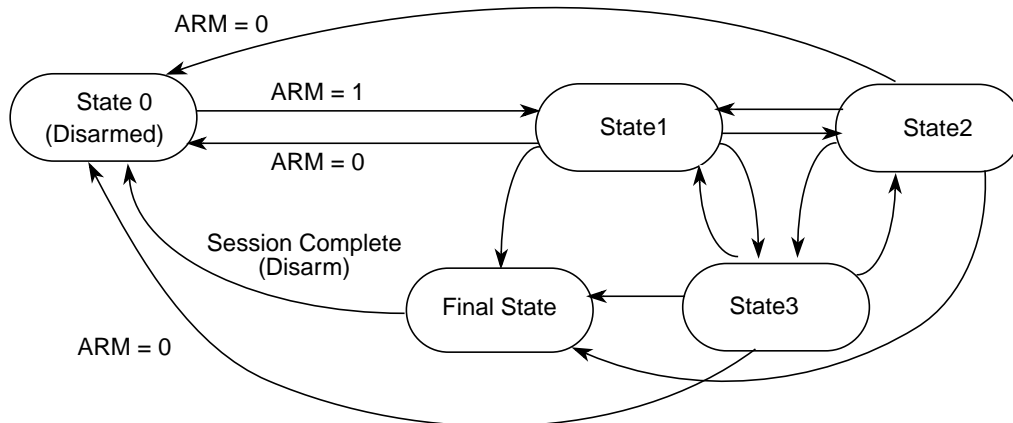 ARM = 0
State 0
(Disarmed)
ARM = 1
ARM = 0
State1
State2
Session Complete
(Disarm)
Final State
State3
ARM = 0